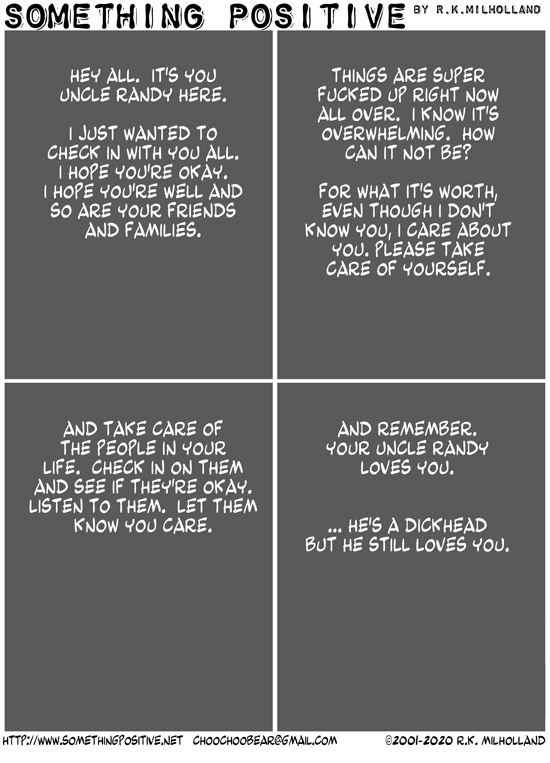 SOMETHING POSITIVE BY R.K.MILHOLLAND
HEY ALL. IT'S YOU
UNCLE RANDY HERE.
I JUST WANTED TO
CHECK IN WITH YOU ALL.
I HOPE YOU'RE OKAY.
I HOPE YOU'RE WELL AND
SO ARE YOUR FRIENDS
AND FAMILIES.
THINGS ARE SUPER
FUCKED UP RIGHT NOW
ALL OVER. I KNOW IT'S
OVERWHELMING. HOW
CAN IT NOT BE?
FOR WHAT IT'S WORTH,
EVEN THOUGH I DON'T
KNOW YOU, I CARE ABOUT
YOU. PLEASE TAKE
CARE OF YOURSELF.
AND TAKE CARE OF
THE PEOPLE IN YOUR
LIFE. CHECK IN ON THEM
AND SEE IF THEY'RE OKAY.
LISTEN TO THEM. LET THEM
KNOW YOU CARE.
AND REMEMBER.
YOUR UNCLE RANDY
LOVES YOU.
... HE'S A DICKHEAD
BUT HE STILL LOVES YOU.
HTTP://WWW.SOMETHINGPOSITIVE.NET CHOOCHOOBEAR@GMAIL.COM ©2001-2020 R.K. MILHOLLAND